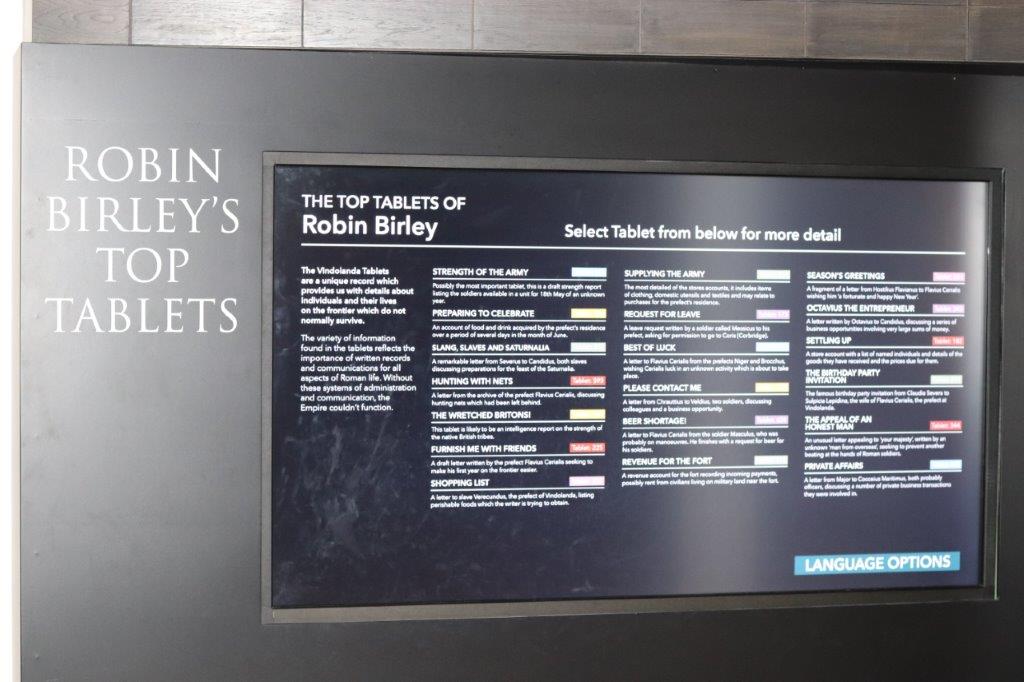 ROBIN
BIRLEY'S
TOP
TABLETS
THE TOP TABLETS OF
Robin Birley
Select Tablet from below for more detail
The Vindolanda Tablets
are a unique record which
provides us with details about
individuals and their lives
on the frontier which do not
normally survive.
The variety of information
found in the tablets reflects the
importance of written records
and communications for all
aspects of Roman life. Without
these systems of administration
and communication, the
Empire couldn't function.
STRENGTH OF THE ARMY
Possibly the most important tablet, this is a draft strength report
listing the soldiers available in a unit for 18th May of an unknown
year.
PREPARING TO CELEBRATE
An account of food and drink acquired by the prefect's residence
over a period of several days in the month of June.
SLANG, SLAVES AND SATURNALIA
A remarkable letter from Severus to Candidus, both slaves
discussing preparations for the feast of the Saturnalia.
HUNTING WITH NETS
Tablet: 593
A letter from the archive of the prefect Flavius Cerialis, discussing
hunting nets which had been left behind.
THE WRETCHED BRITONS!
This tablet is likely to be an intelligence report on the strength of
the native British tribes.
FURNISH ME WITH FRIENDS
Tablet: 225
A draft letter written by the prefect Flavius Cerialis seeking to
make his first year on the frontier easier.
SHOPPING LIST
A letter to slave Verecundus, the prefect of Vindolanda, listing
perishable foods which the writer is trying to obtain.
SUPPLYING THE ARMY
The most detailed of the stores accounts, it includes items
of clothing, domestic utensils and textiles and may relate to
purchases for the prefect's residence.
REQUEST FOR LEAVE
A leave request written by a soldier called Messicus to his
prefect, asking for permission to go to Coris (Corbridge).
BEST OF LUCK
A letter to Flavius Cerialis from the prefects Niger and Brocchus,
wishing Cerialis luck in an unknown activity which is about to take
place.
PLEASE CONTACT ME
A letter from Chrauttus to Veldius, two soldiers, discussing
colleagues and a business opportunity.
BEER SHORTAGE!
A letter to Flavius Cerialis from the soldier Masculus, who was
probably on manoeuvres. He finishes with a request for beer for
his soldiers.
REVENUE FOR THE FORT
A revenue account for the fort recording incoming payments,
possibly rent from civilians living on military land near the fort.
SEASON'S GREETINGS
A fragment of a letter from Hostilius Flavianus to Flavius Cerialis
wishing him 'a fortunate and happy New Year'.
OCTAVIUS THE ENTREPRENEUR
A letter written by Octavius to Candidus, discussing a series of
business opportunities involving very large sums of money.
SETTLING UP
Tablet: 182
A store account with a list of named individuals and details of the
goods they have received and the prices due for them.
THE BIRTHDAY PARTY
INVITATION
The famous birthday party invitation from Claudia Severa to
Sulpicia Lepidina, the wife of Flavius Cerialis, the prefect at
Vindolanda.
THE APPEAL OF AN
HONEST MAN
Tablet: 344
An unusual letter appealing to 'your majesty', written by an
unknown 'man from overseas', seeking to prevent another
beating at the hands of Roman soldiers.
PRIVATE AFFAIRS
A letter from Major to Cocceius Maritimus, both probably
officers, discussing a number of private business transactions
they were involved in.
LANGUAGE OPTIONS